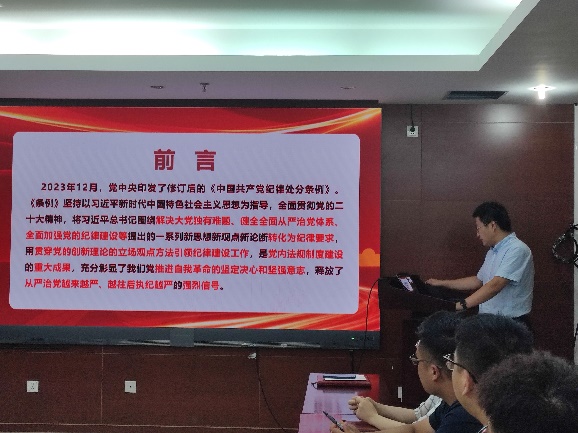 前言
2023年12月，党中央印发了修订后的《中国共产党纪律处分条例》。
《条例》坚持以习近平新时代中国特色社会主义思想为指导，全面贯彻党的二
十大精神，将习近平总书记围绕解决大党独有难题、健全全面从严治党体系、
全面加强党的纪律建设等提出的一系列新思想新观点新论断转化为纪律要求，
用贯穿党的创新理论的立场观点方法引领纪律建设工作，是党内法规制度建设
的重大成果，充分彰显了我们党推进自我革命的坚定决心和坚强意志，释放了
从严治党越来越严、越往后执纪越严的强烈信号。